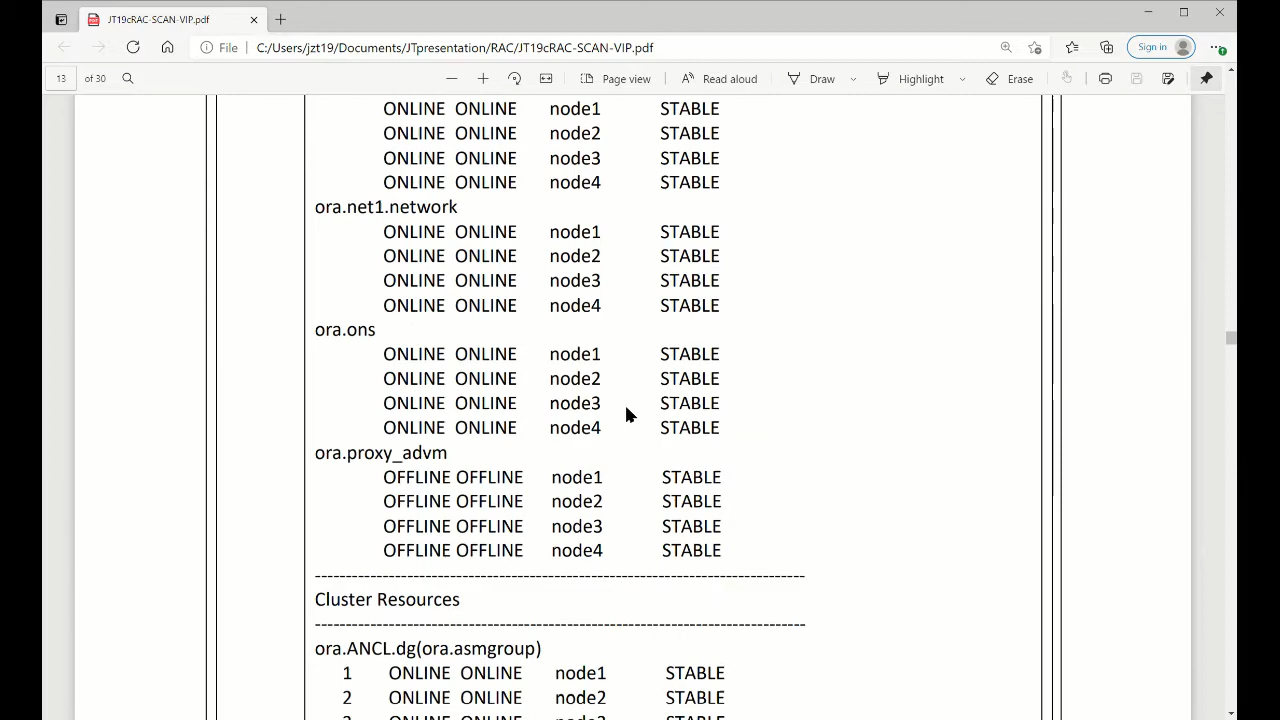 JT19cRAC-SCAN-VIP.pdf
File C:/Users/jzt19/Documents/JTpresentation/RAC/JT19cRAC-SCAN-VIP.pdf Sign in
13 of 30 Page view Read aloud Draw Highlight Erase
ONLINE ONLINE node1 STABLE
ONLINE ONLINE node2 STABLE
ONLINE ONLINE node3 STABLE
ONLINE ONLINE node4 STABLE
ora.net1.network
ONLINE ONLINE node1 STABLE
ONLINE ONLINE node2 STABLE
ONLINE ONLINE node3 STABLE
ONLINE ONLINE node4 STABLE
ora.ons
ONLINE ONLINE node1 STABLE
ONLINE ONLINE node2 STABLE
ONLINE ONLINE node3 STABLE
ONLINE ONLINE node4 STABLE
ora.proxy_advm
OFFLINE OFFLINE node1 STABLE
OFFLINE OFFLINE node2 STABLE
OFFLINE OFFLINE node3 STABLE
OFFLINE OFFLINE node4 STABLE
--------------------------------------------------------------------------------
Cluster Resources
--------------------------------------------------------------------------------
ora.ANCL.dg(ora.asmgroup)
1 ONLINE ONLINE node1 STABLE
2 ONLINE ONLINE node2 STABLE